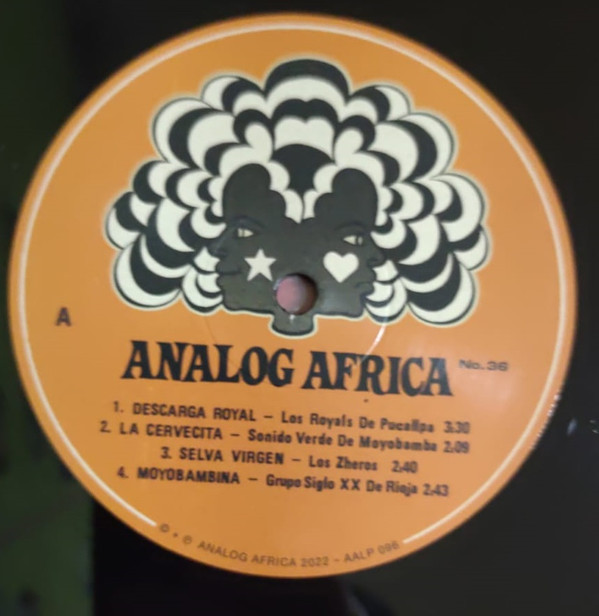 A
ANALOG AFRICA No.36
1. DESCARGA ROYAL – Los Royals De Pucallpa 3:30
2. LA CERVECITA – Sonido Verde De Moyobamba 2:09
3. SELVA VIRGEN – Los Zheros 2:40
4. MOYOBAMBINA – Grupo Siglo XX De Rioja 2:43
© + ℗ ANALOG AFRICA 2022 – AALP 096